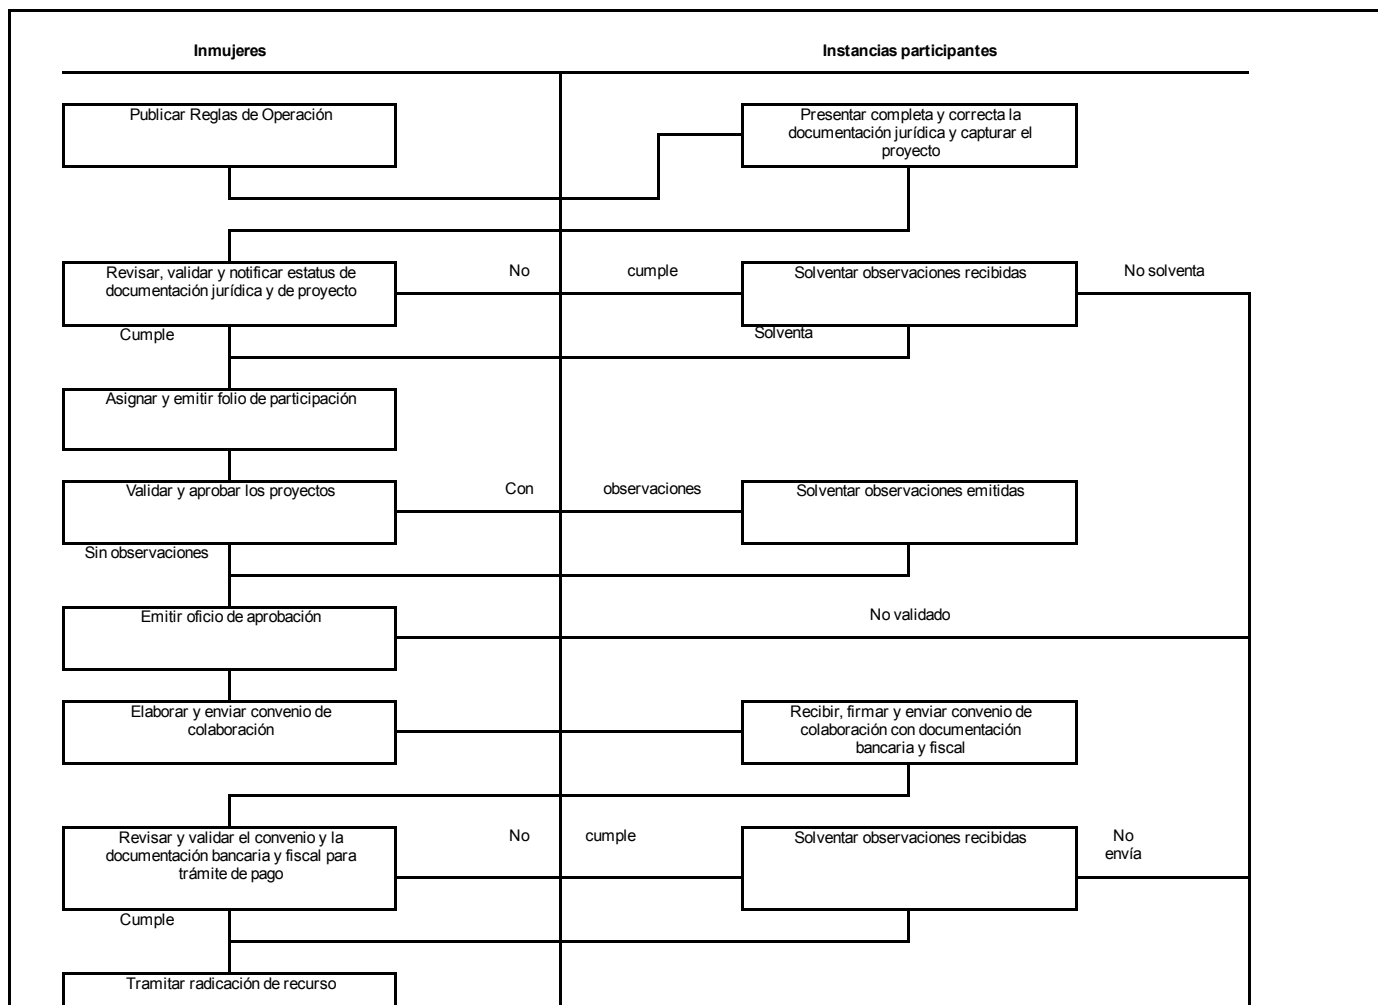 Inmujeres
Instancias participantes
Publicar Reglas de Operación
Presentar completa y correcta la
documentación jurídica y capturar el
proyecto
Revisar, validar y notificar estatus de
documentación jurídica y de proyecto
No cumple
Solventar observaciones recibidas
No solventa
Cumple
Solventa
Asignar y emitir folio de participación
Validar y aprobar los proyectos
Con observaciones
Solventar observaciones emitidas
Sin observaciones
Emitir oficio de aprobación
No validado
Elaborar y enviar convenio de
colaboración
Recibir, firmar y enviar convenio de
colaboración con documentación
bancaria y fiscal
Revisar y validar el convenio y la
documentación bancaria y fiscal para
trámite de pago
No cumple
Solventar observaciones recibidas
No
envía
Cumple
Tramitar radicación de recurso